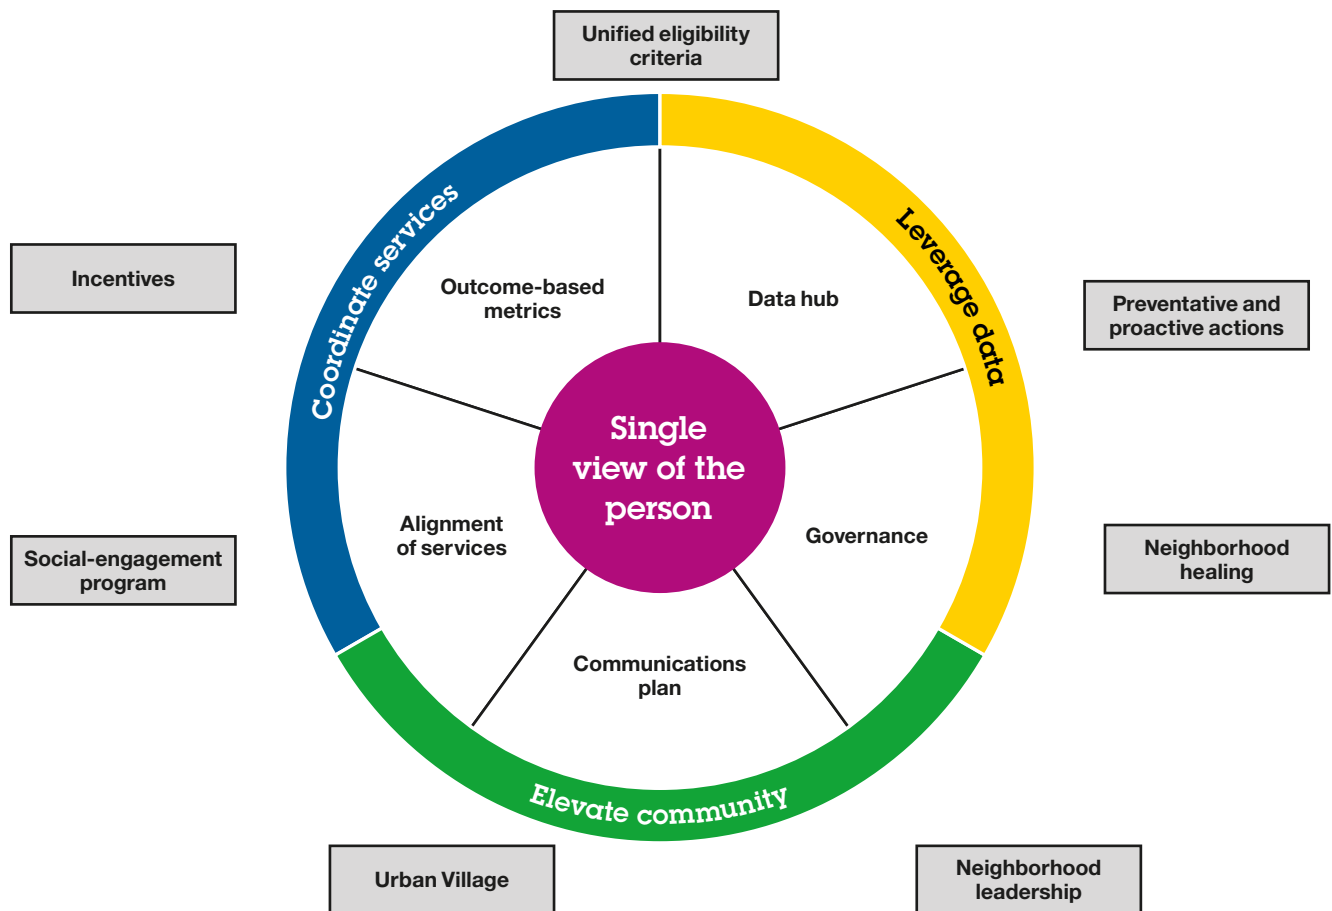 Unified eligibility
criteria
Coordinate services
Leverage data
Incentives
Outcome-based
metrics
Data hub
Preventative and
proactive actions
Single
view of the
person
Social-engagement
program
Alignment
of services
Governance
Neighborhood
healing
Communications
plan
Elevate community
Urban Village
Neighborhood
leadership